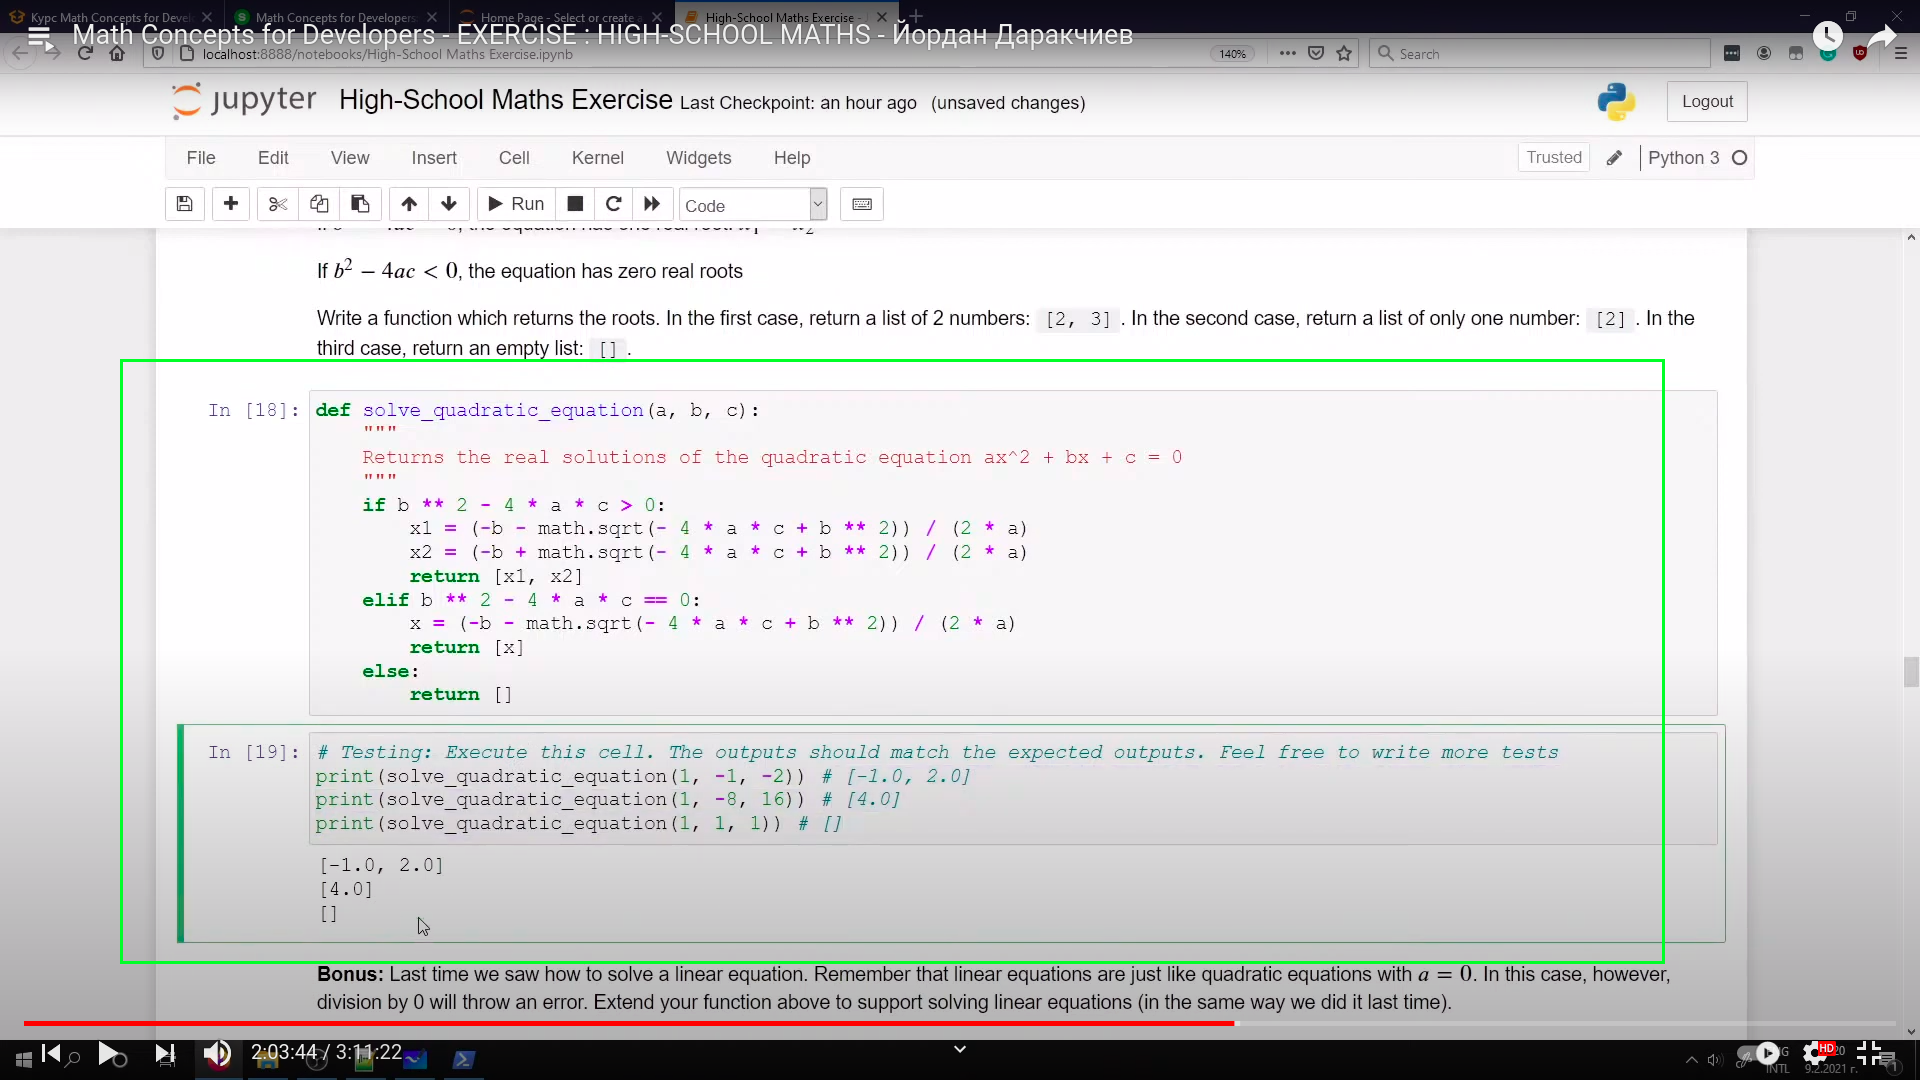 Курс Math Concepts for Devel
Math Concepts for Developers
Home Page - Select or create a
High-School Maths Exercise -
Math Concepts for Developers - EXERCISE : HIGH-SCHOOL MATHS - Йордан Даракчиев
localhost:8888/notebooks/High-School Maths Exercise.ipynb
140%
Search
jupyter High-School Maths Exercise Last Checkpoint: an hour ago (unsaved changes)
Logout
File Edit View Insert Cell Kernel Widgets Help
Trusted Python 3
Run Code
If b² − 4ac < 0, the equation has zero real roots
Write a function which returns the roots. In the first case, return a list of 2 numbers: [2, 3] . In the second case, return a list of only one number: [2] . In the
third case, return an empty list: [] .
In [18]: def solve_quadratic_equation(a, b, c):
"""
Returns the real solutions of the quadratic equation ax^2 + bx + c = 0
"""
if b ** 2 - 4 * a * c > 0:
x1 = (-b - math.sqrt(- 4 * a * c + b ** 2)) / (2 * a)
x2 = (-b + math.sqrt(- 4 * a * c + b ** 2)) / (2 * a)
return [x1, x2]
elif b ** 2 - 4 * a * c == 0:
x = (-b - math.sqrt(- 4 * a * c + b ** 2)) / (2 * a)
return [x]
else:
return []
In [19]: # Testing: Execute this cell. The outputs should match the expected outputs. Feel free to write more tests
print(solve_quadratic_equation(1, -1, -2)) # [-1.0, 2.0]
print(solve_quadratic_equation(1, -8, 16)) # [4.0]
print(solve_quadratic_equation(1, 1, 1)) # []
[-1.0, 2.0]
[4.0]
[]
Bonus: Last time we saw how to solve a linear equation. Remember that linear equations are just like quadratic equations with a = 0. In this case, however,
division by 0 will throw an error. Extend your function above to support solving linear equations (in the same way we did it last time).
2:03:44 / 3:11:22
HD
INTL
9.2.2021 г.